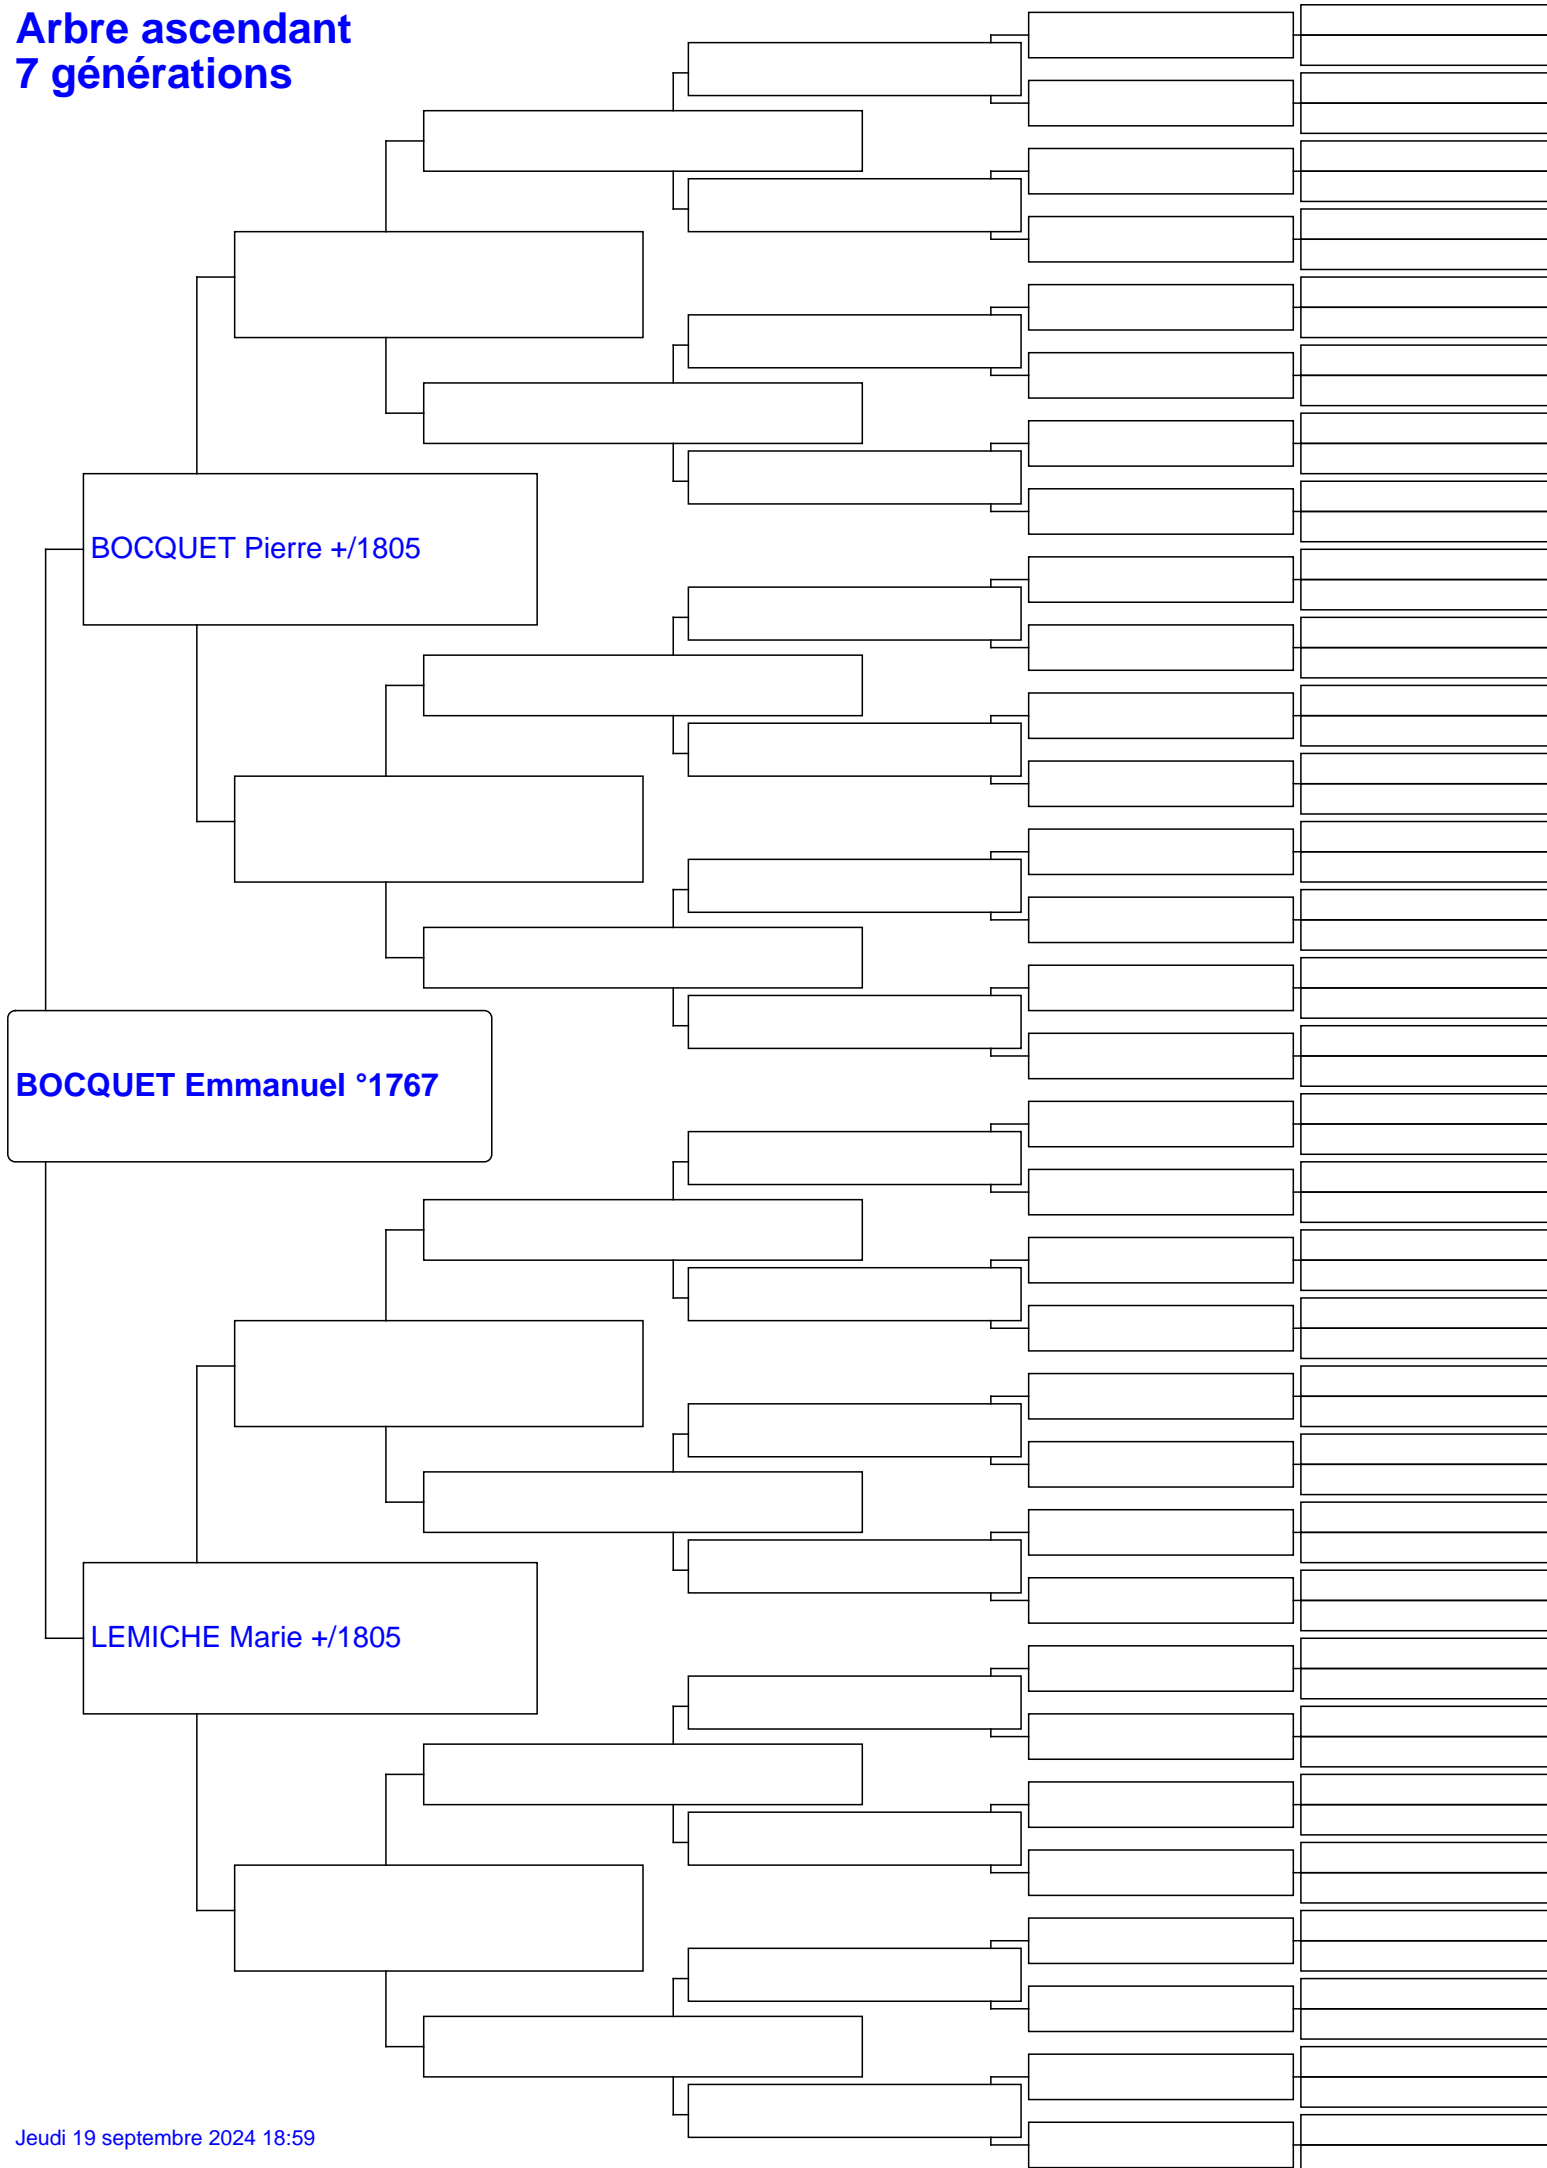 Arbre ascendant
7 générations
BOCQUET Pierre +/1805
BOCQUET Emmanuel °1767
LEMICHE Marie +/1805
Jeudi 19 septembre 2024 18:59